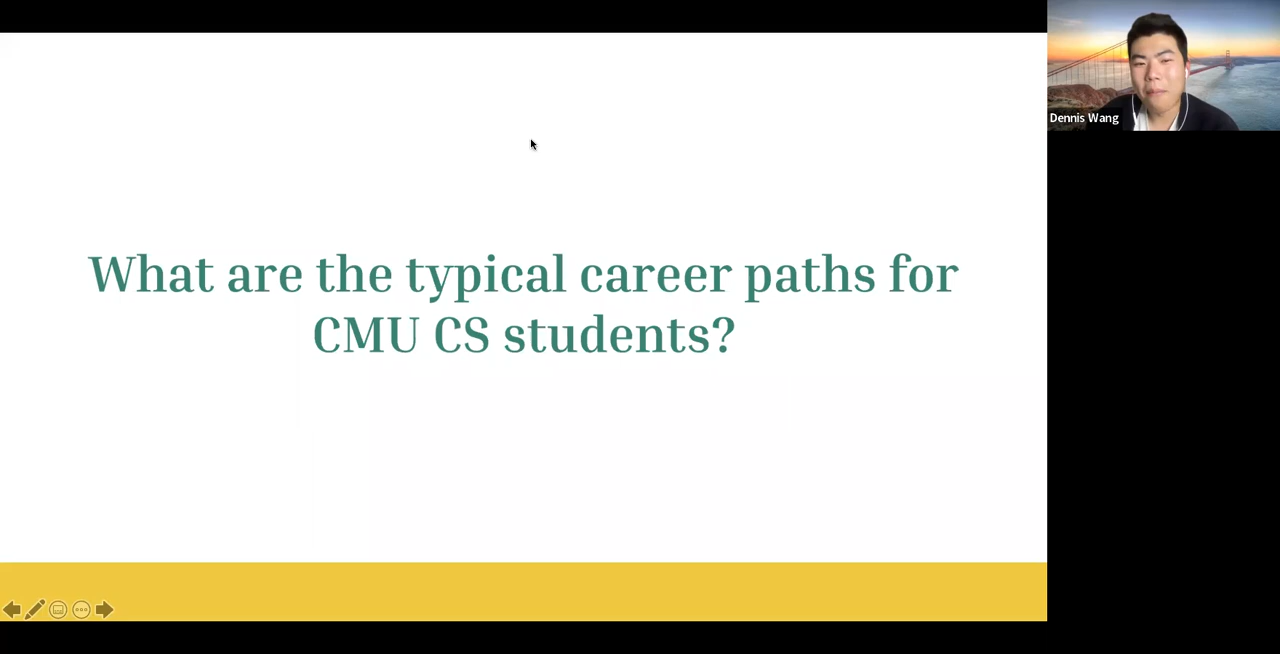 What are the typical career paths for
CMU CS students?
Dennis Wang